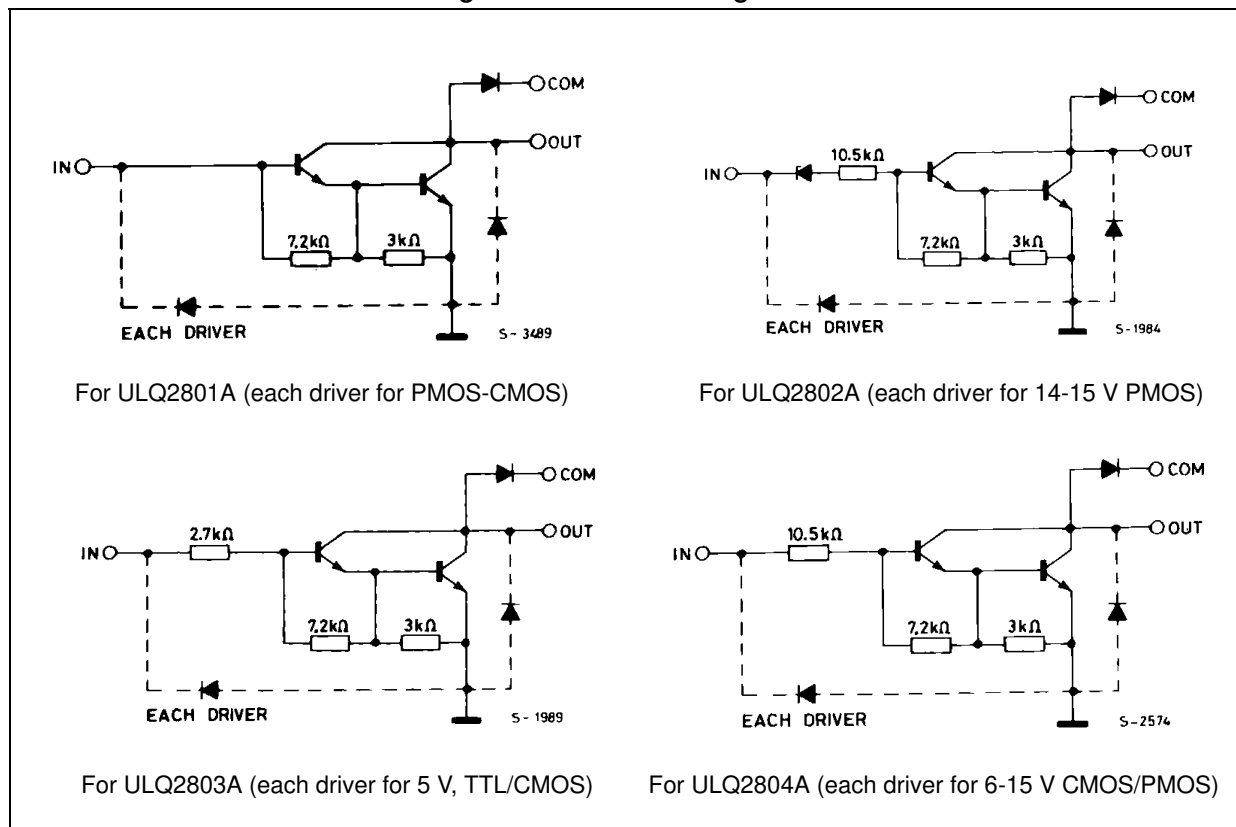 COM
OUT
IN
7.2kΩ 3kΩ
EACH DRIVER
S-3489
For ULQ2801A (each driver for PMOS-CMOS)
COM
OUT
10.5kΩ
IN
7.2kΩ 3kΩ
EACH DRIVER
S-1984
For ULQ2802A (each driver for 14-15 V PMOS)
COM
OUT
2.7kΩ
IN
7.2kΩ 3kΩ
EACH DRIVER
S-1989
For ULQ2803A (each driver for 5 V, TTL/CMOS)
COM
OUT
10.5kΩ
IN
7.2kΩ 3kΩ
EACH DRIVER
S-2574
For ULQ2804A (each driver for 6-15 V CMOS/PMOS)